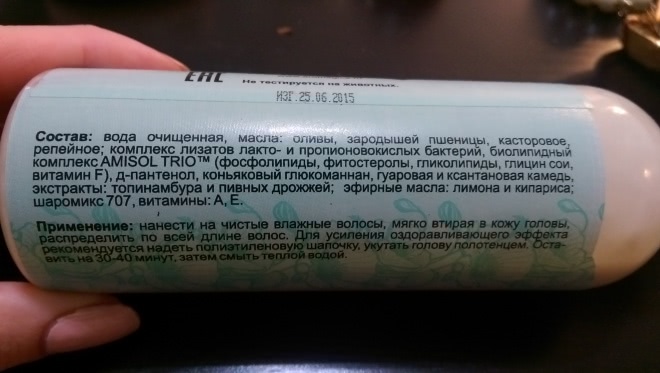 ЕАС
Не тестируется на животных.
ИЗГ.25.06.2015
Состав: вода очищенная, масла: оливы, зародышей пшеницы, касторовое,
репейное; комплекс лизатов лакто- и пропионовокислых бактерий, биолипидный
комплекс AMISOL TRIO™ (фосфолипиды, фитостеролы, гликолипиды, глицин сои,
витамин F), д-пантенол, коньяковый глюкоманнан, гуаровая и ксантановая камедь,
экстракты: топинамбура и пивных дрожжей; эфирные масла: лимона и кипариса;
шаромикс 707, витамины: А, Е.
Применение: нанести на чистые влажные волосы, мягко втирая в кожу головы,
распределить по всей длине волос. Для усиления оздоравливающего эффекта
рекомендуется надеть полиэтиленовую шапочку, укутать голову полотенцем. Оста-
вить на 30-40 минут, затем смыть теплой водой.